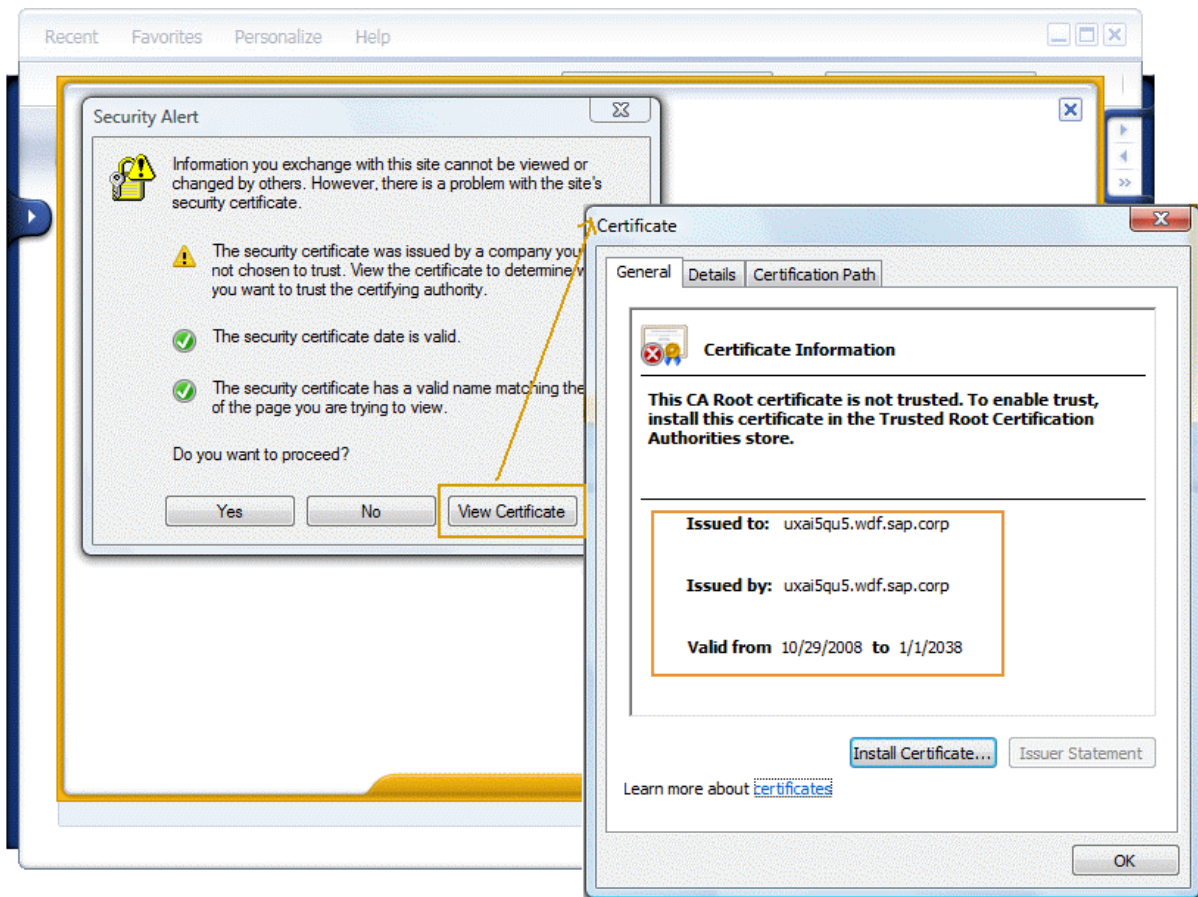 Recent Favorites Personalize Help
Security Alert
Information you exchange with this site cannot be viewed or
changed by others. However, there is a problem with the site's
security certificate.
The security certificate was issued by a company you
not chosen to trust. View the certificate to determine
you want to trust the certifying authority.
The security certificate date is valid.
The security certificate has a valid name matching the
of the page you are trying to view.
Do you want to proceed?
Yes No View Certificate
Certificate
General Details Certification Path
Certificate Information
This CA Root certificate is not trusted. To enable trust,
install this certificate in the Trusted Root Certification
Authorities store.
Issued to: uxai5qu5.wdf.sap.corp
Issued by: uxai5qu5.wdf.sap.corp
Valid from 10/29/2008 to 1/1/2038
Install Certificate... Issuer Statement
Learn more about certificates
OK